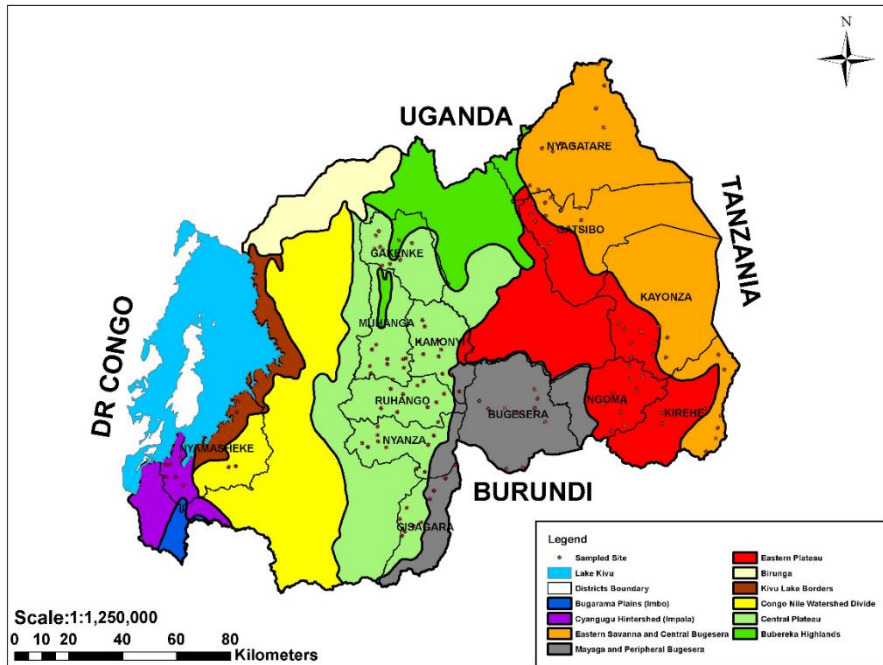 N
UGANDA
NYAGATARE
TANZANIA
GATSIBO
GAKENKE
KAYONZA
MUHANGA
KAMONYI
DR CONGO
RUHANGO
BUGESERA
NGOMA
KIREHE
NYANZA
NYAMASHEKE
BURUNDI
GISAGARA
Legend
Sampled Site
Lake Kivu
Districts Boundary
Bugarama Plains (Imbo)
Cyangugu Hintershed (Impala)
Eastern Savanna and Central Bugesera
Mayaga and Peripheral Bugesera
Eastern Plateau
Birunga
Kivu Lake Borders
Congo Nile Watershed Divide
Central Plateau
Bubereka Highlands
Scale:1:1,250,000
0 10 20 40 60 80
Kilometers